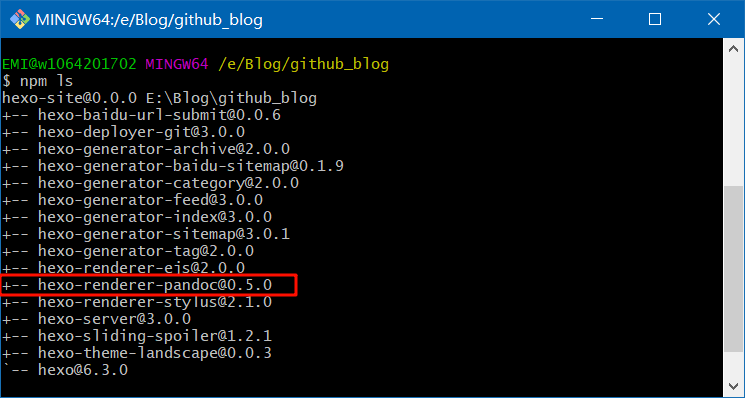 MINGW64:/e/Blog/github_blog
EMI@w1064201702 MINGW64 /e/Blog/github_blog
$ npm ls
hexo-site@0.0.0 E:\Blog\github_blog
+-- hexo-baidu-url-submit@0.0.6
+-- hexo-deployer-git@3.0.0
+-- hexo-generator-archive@2.0.0
+-- hexo-generator-baidu-sitemap@0.1.9
+-- hexo-generator-category@2.0.0
+-- hexo-generator-feed@3.0.0
+-- hexo-generator-index@3.0.0
+-- hexo-generator-sitemap@3.0.1
+-- hexo-generator-tag@2.0.0
+-- hexo-renderer-ejs@2.0.0
+-- hexo-renderer-pandoc@0.5.0
+-- hexo-renderer-stylus@2.1.0
+-- hexo-server@3.0.0
+-- hexo-sliding-spoiler@1.2.1
+-- hexo-theme-landscape@0.0.3
`-- hexo@6.3.0